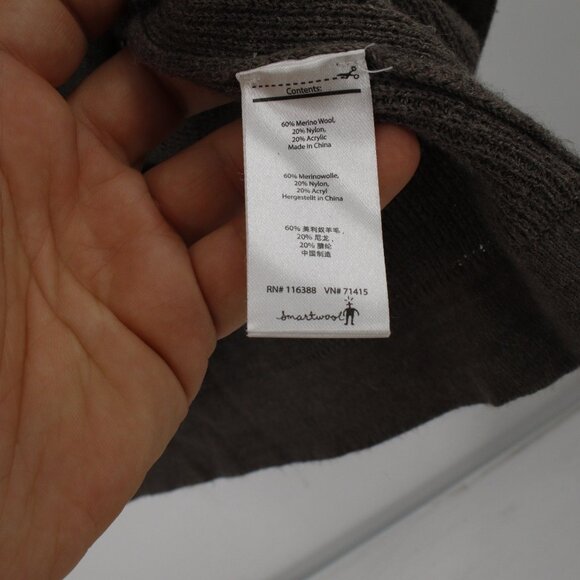 Contents:
60% Merino Wool,
20% Nylon,
20% Acrylic
Made in China
60% Merinowolle,
20% Nylon,
20% Acryl
Hergestellt in China
60% 美利奴羊毛,
20% 尼龙,
20% 腈纶
中国制造
RN# 116388 VN# 71415
Smartwool